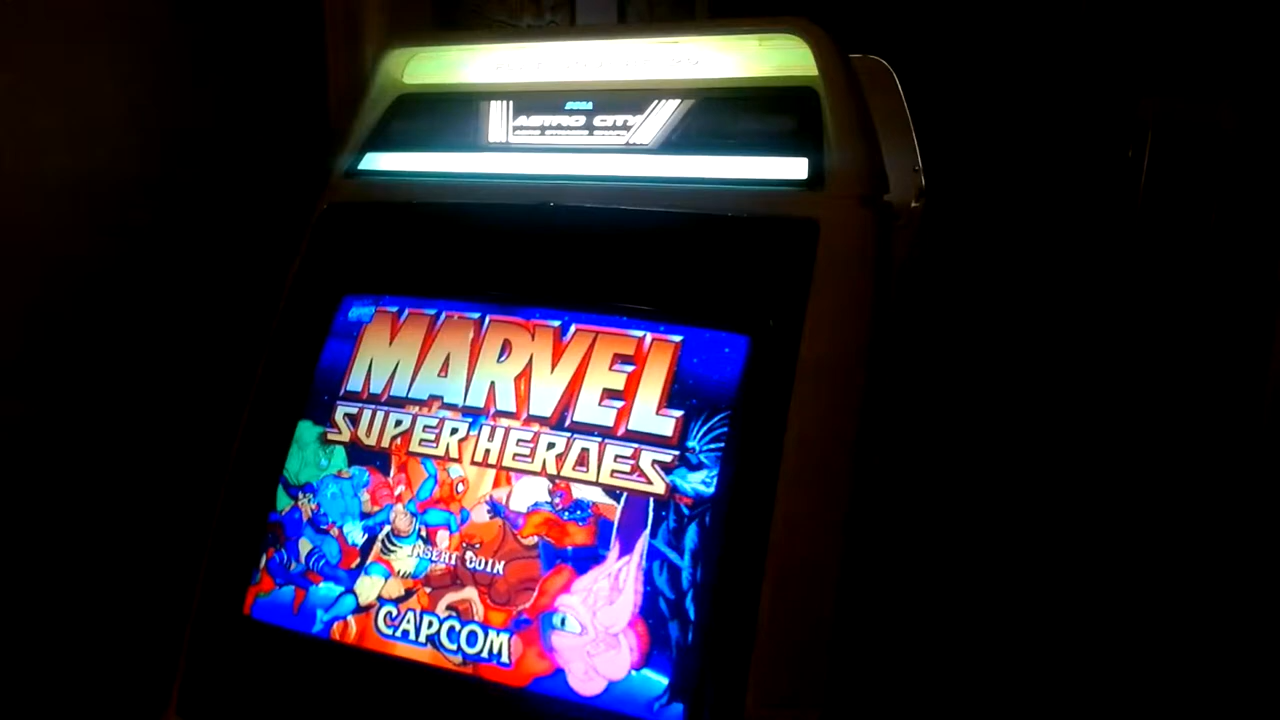 SEGA
ASTRO CITY
MARVEL
SUPER HEROES
INSERT COIN
CAPCOM